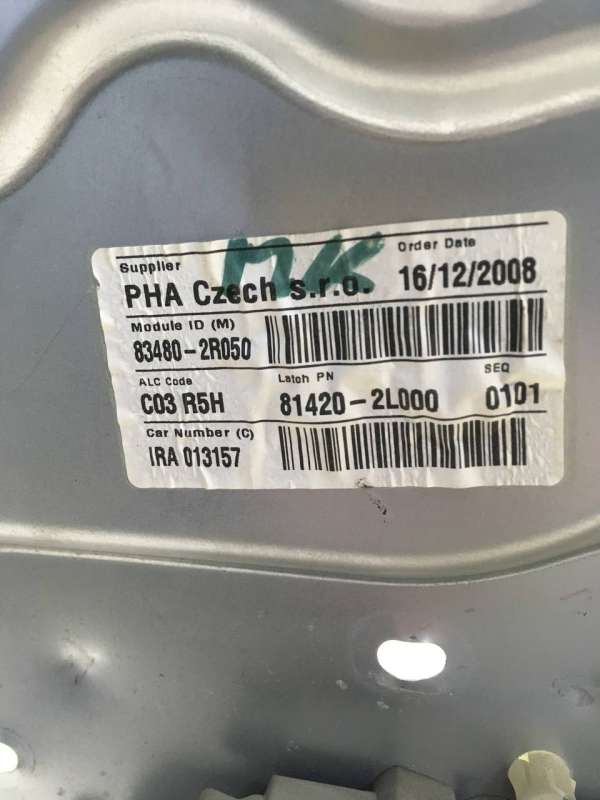 MK
Supplier
Order Date
PHA Czech s.r.o.
16/12/2008
Module ID (M)
83480-2R050
ALC Code
Latch PN
SEQ
C03 R5H
81420-2L000
0101
Car Number (C)
IRA 013157